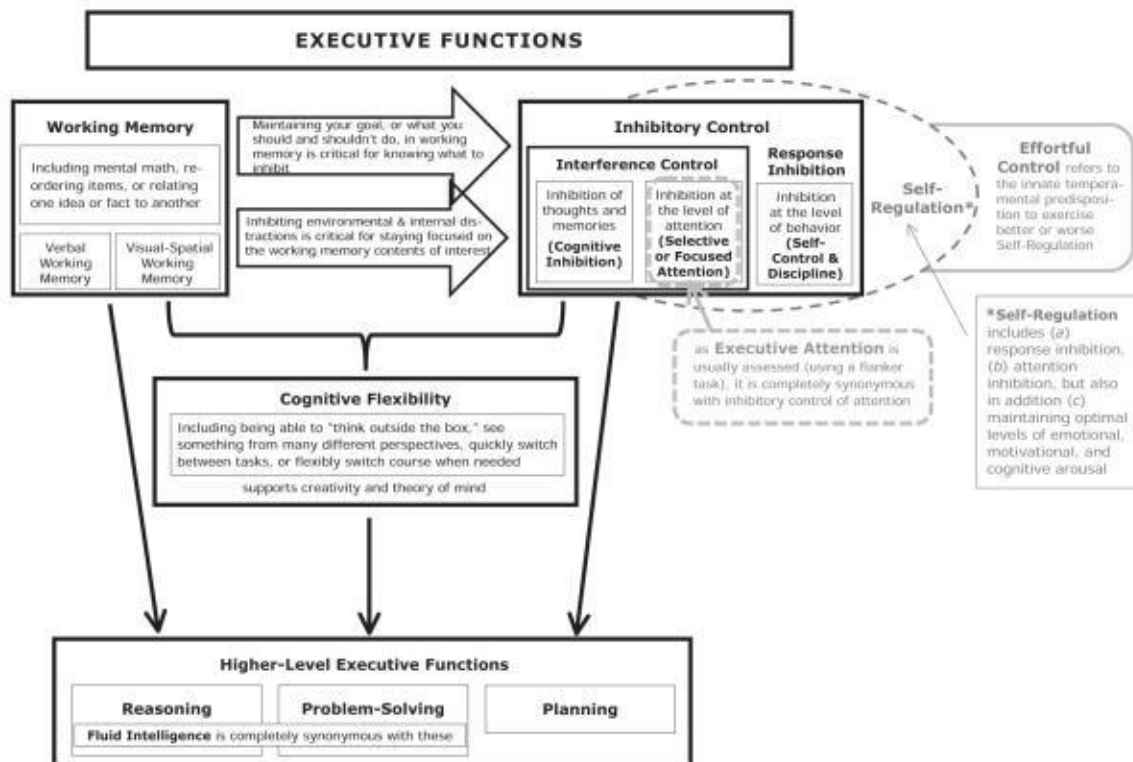 EXECUTIVE FUNCTIONS
Working Memory
Including mental math, re-
ordering items, or relating
one idea or fact to another
Verbal
Working
Memory
Visual-Spatial
Working
Memory
Maintaining your goal, or what you
should and shouldn't do, in working
memory is critical for knowing what to
inhibit
Inhibiting environmental & internal dis-
tractions is critical for staying focused on
the working memory contents of interest
Inhibitory Control
Interference Control
Inhibition of
thoughts and
memories
(Cognitive
Inhibition)
Inhibition at
the level of
attention
(Selective
or Focused
Attention)
Response
Inhibition
Inhibition
at the level
of behavior
(Self-
Control &
Discipline)
Self-
Regulation*
Effortful
Control refers to
the innate tempera-
mental predisposi-
tion to exercise
better or worse
Self-Regulation
*Self-Regulation
includes (a)
response inhibition,
(b) attention
inhibition, but also
in addition (c)
maintaining optimal
levels of emotional,
motivational, and
cognitive arousal
as Executive Attention is
usually assessed (using a flanker
task), it is completely synonymous
with inhibitory control of attention
Cognitive Flexibility
Including being able to "think outside the box," see
something from many different perspectives, quickly switch
between tasks, or flexibly switch course when needed
supports creativity and theory of mind
Higher-Level Executive Functions
Reasoning
Problem-Solving
Planning
Fluid Intelligence is completely synonymous with these